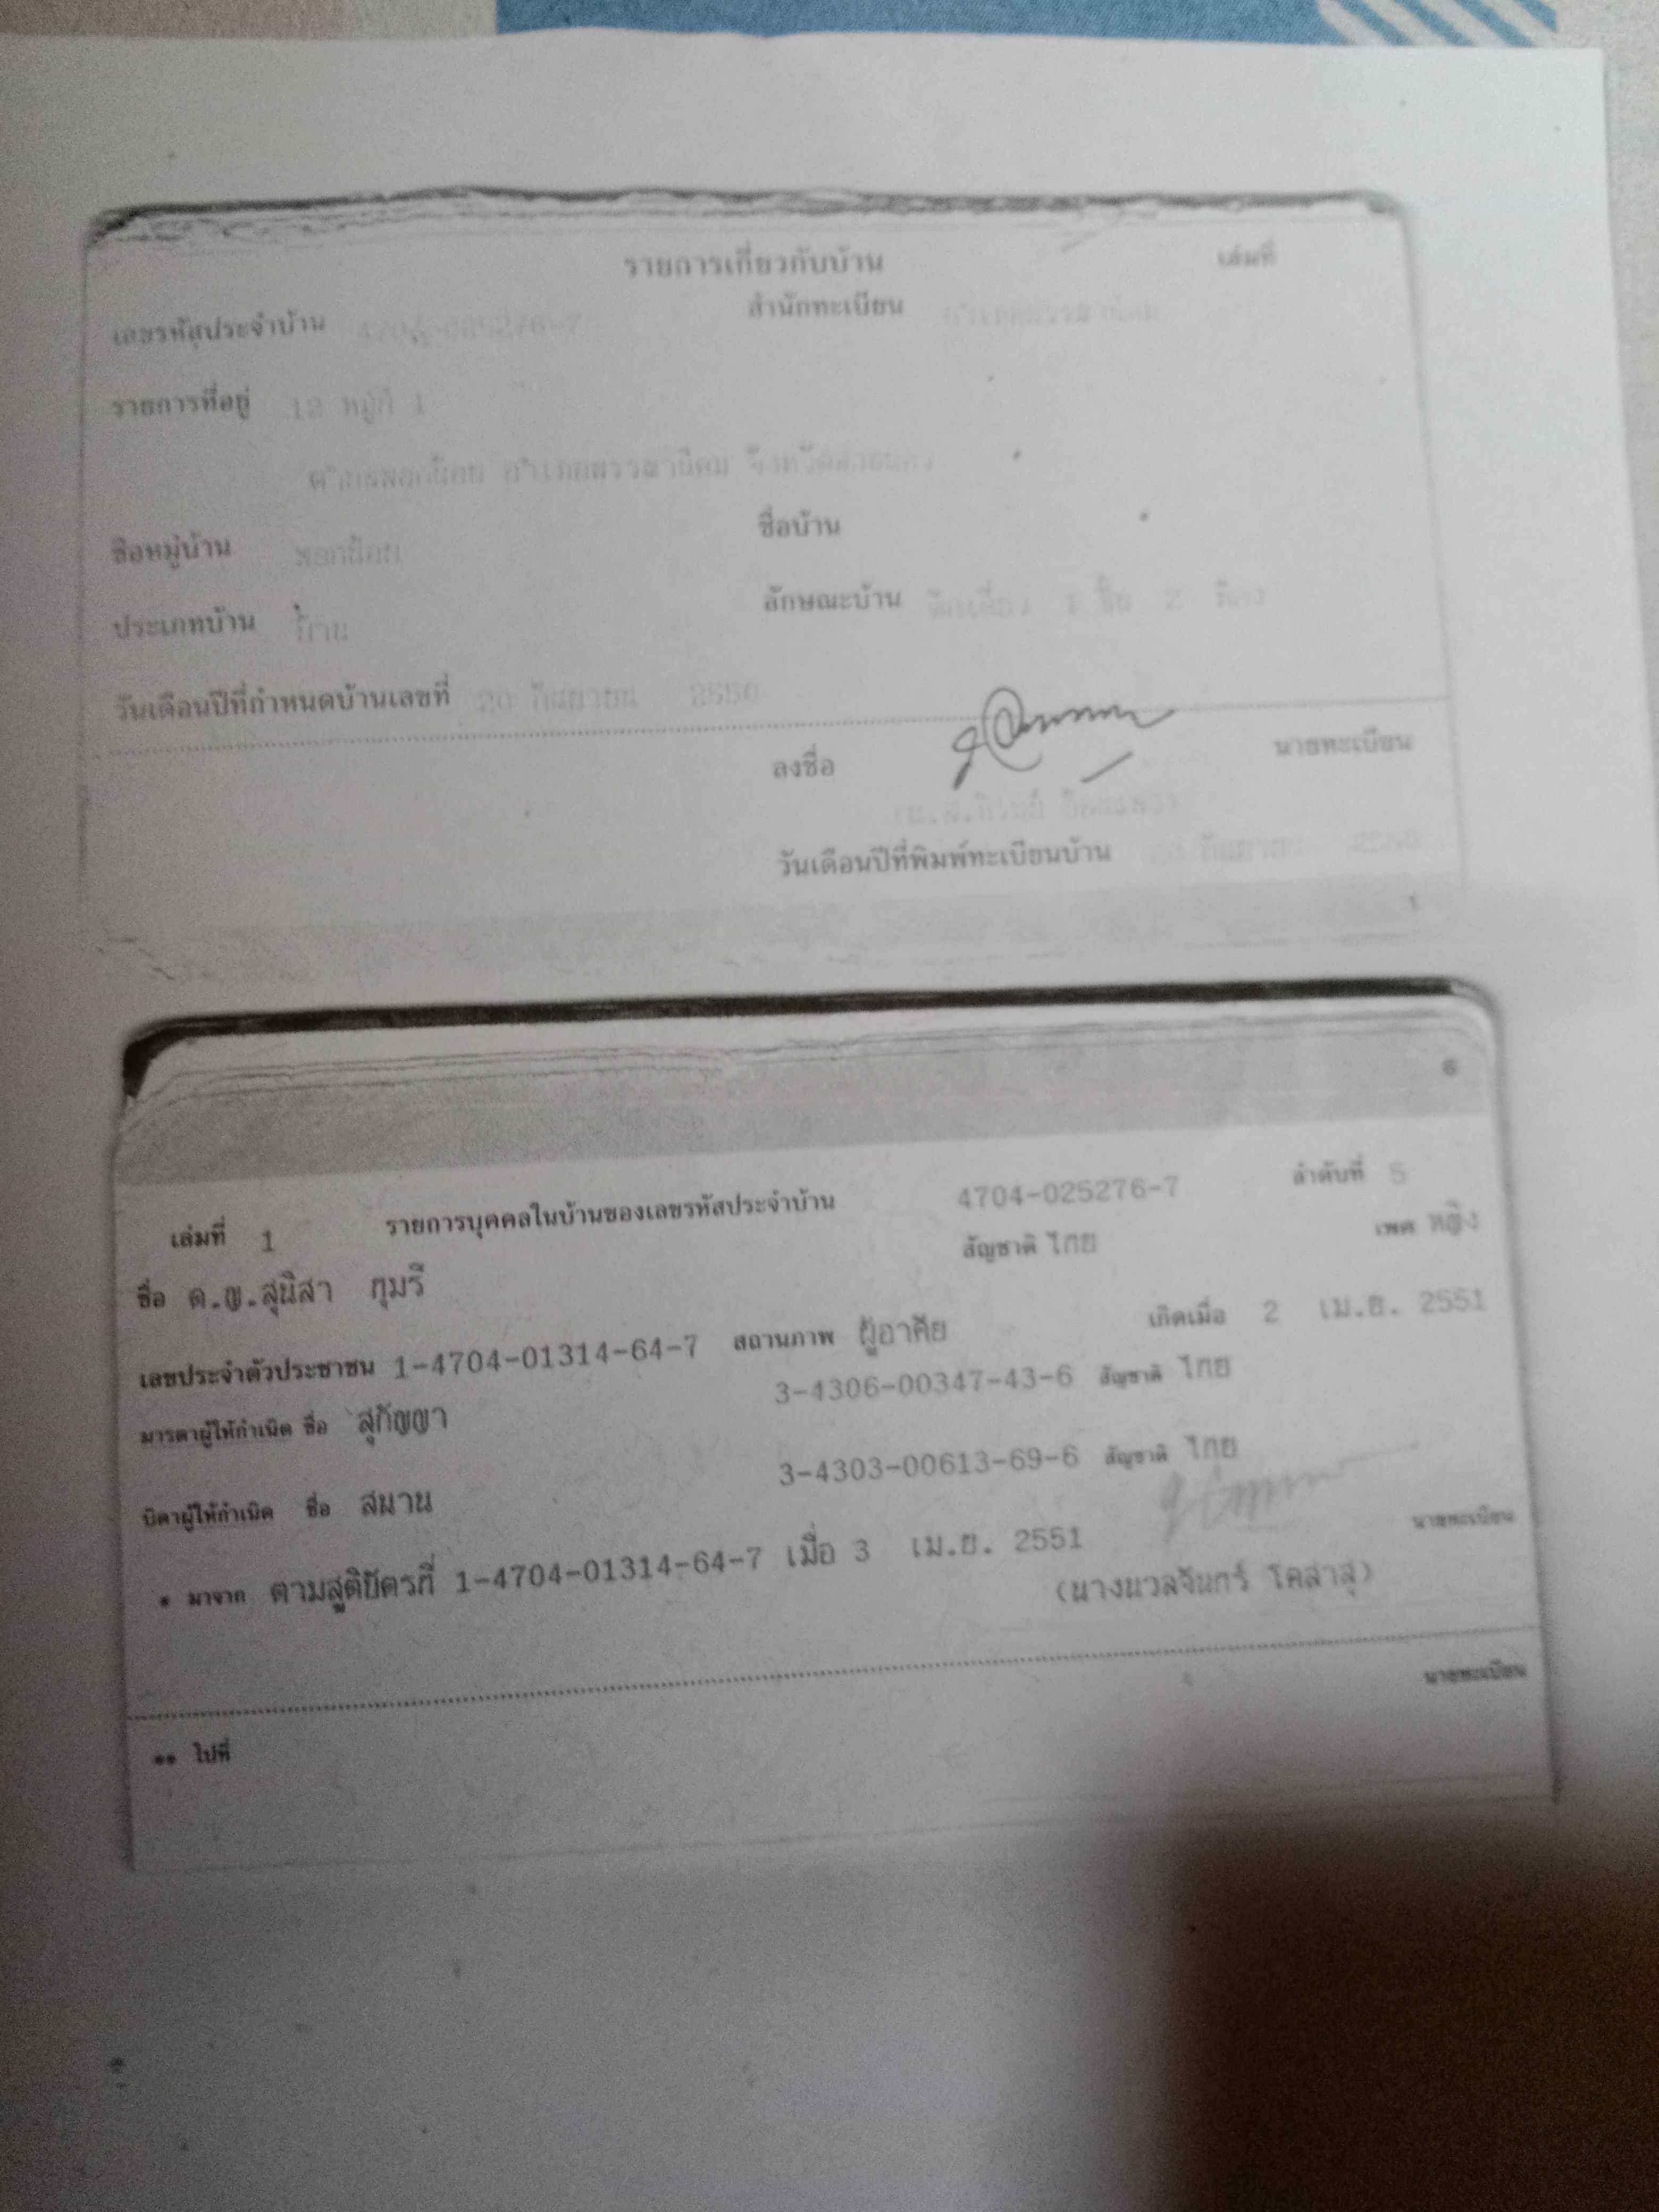 รายการเกี่ยวกับบ้าน เล่มที่
เลขรหัสประจำบ้าน สำนักทะเบียน อำเภอพรรณานิคม
รายการที่อยู่ 12 หมู่ที่ 1
ตำบลพอกน้อย อำเภอพรรณานิคม จังหวัดสกลนคร
ชื่อหมู่บ้าน พอกน้อย ชื่อบ้าน
ประเภทบ้าน บ้าน ลักษณะบ้าน ตึกเดี่ยว 1 ชั้น 2 ห้อง
วันเดือนปีที่กำหนดบ้านเลขที่ 20 กันยายน 2550
ลงชื่อ นายทะเบียน
วันเดือนปีที่พิมพ์ทะเบียนบ้าน 20 กันยายน 2550
1
6
เล่มที่ 1 รายการบุคคลในบ้านของเลขรหัสประจำบ้าน 4704-025276-7 ลำดับที่ 5
ชื่อ ด.ญ.สุนิสา กุมรี สัญชาติ ไทย เพศ หญิง
เลขประจำตัวประชาชน 1-4704-01314-64-7 สถานภาพ ผู้อาศัย เกิดเมื่อ 2 เม.ย. 2551
มารดาผู้ให้กำเนิด ชื่อ สุกัญญา 3-4306-00347-43-6 สัญชาติ ไทย
บิดาผู้ให้กำเนิด ชื่อ สมาน 3-4303-00613-69-6 สัญชาติ ไทย
* มาจาก ตามสูติบัตรที่ 1-4704-01314-64-7 เมื่อ 3 เม.ย. 2551 นายทะเบียน
(นางนวลจันทร์ โคสาสุ)
** ไปที่ นายทะเบียน